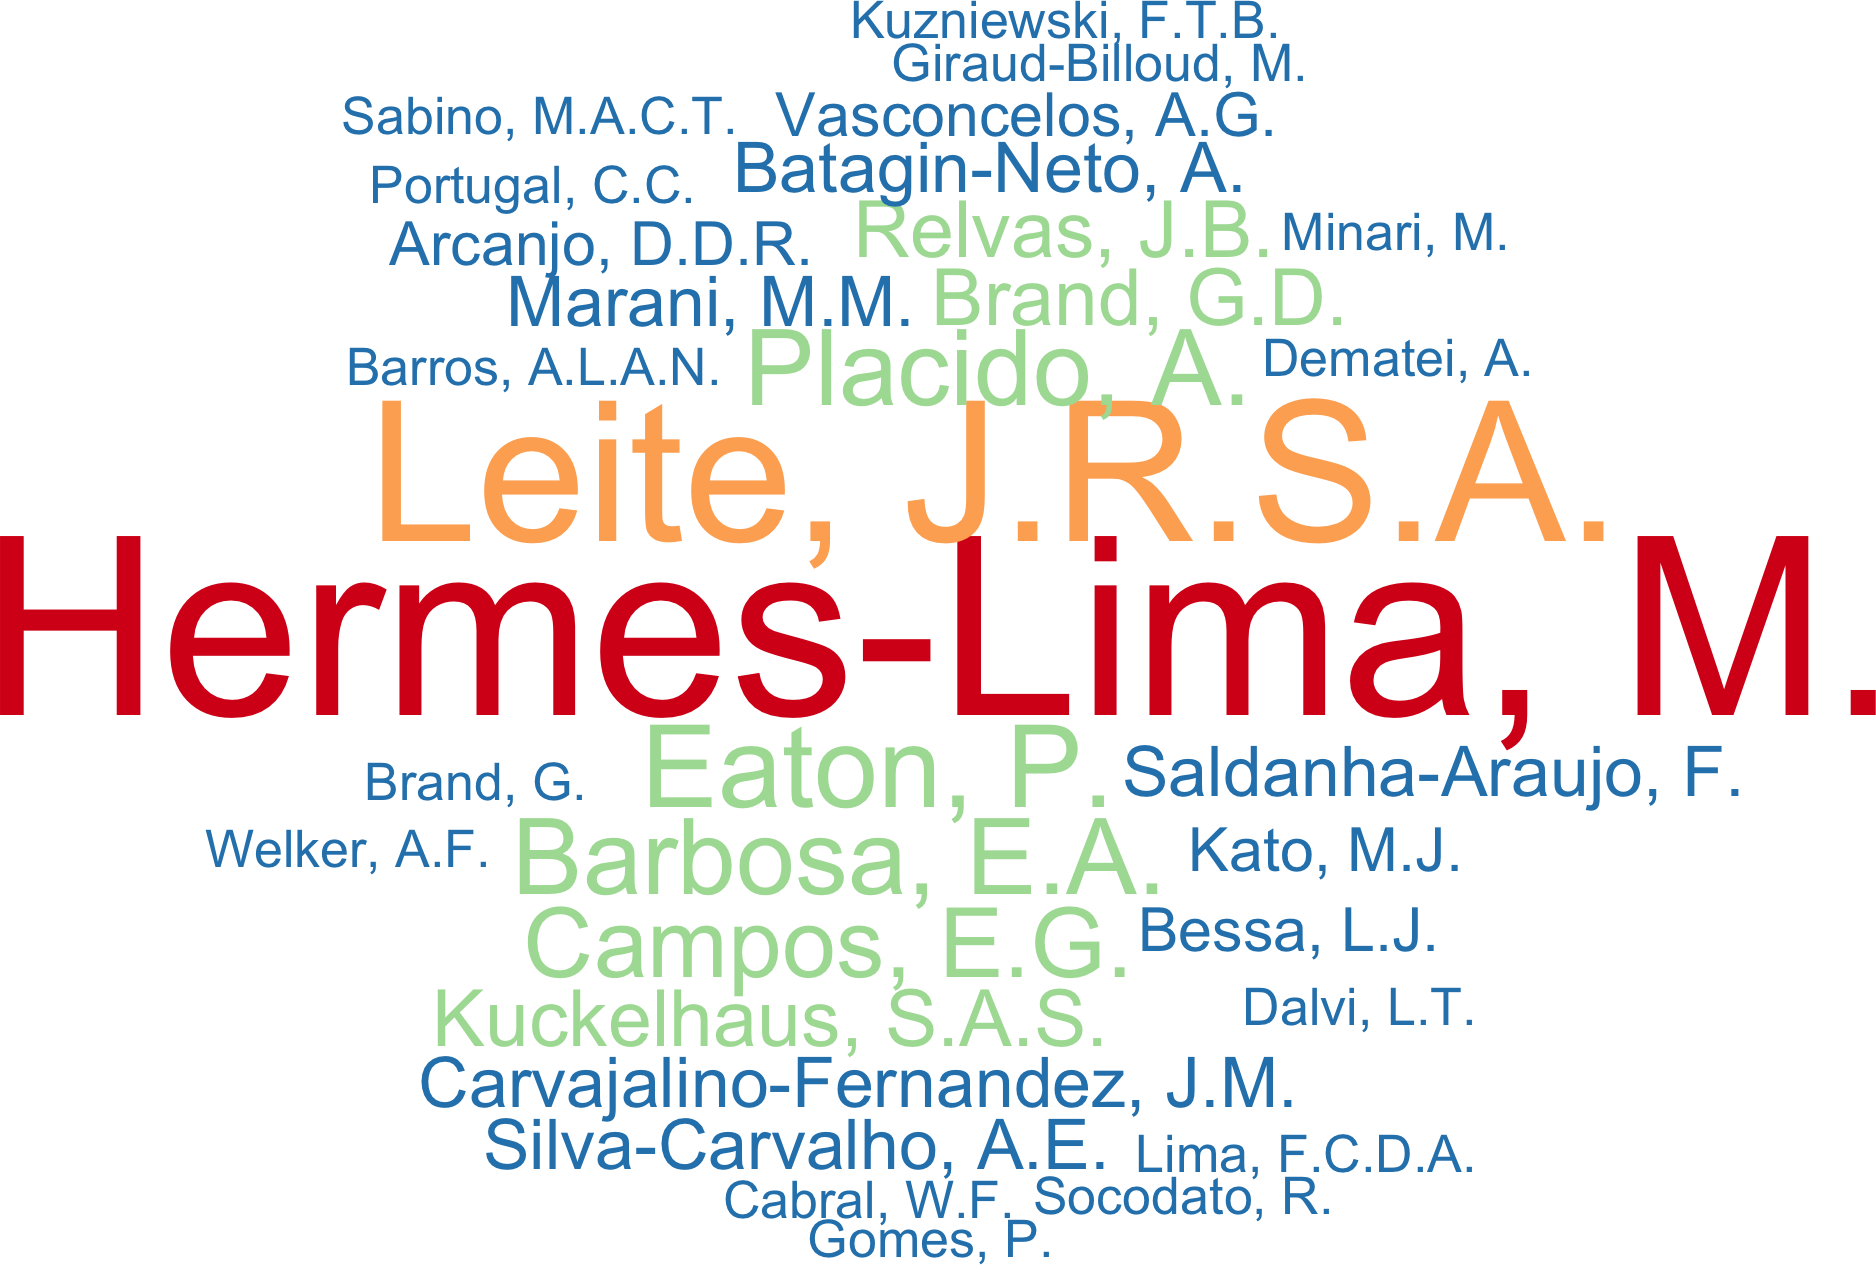 Kuzniewski, F.T.B.
Giraud-Billoud, M.
Sabino, M.A.C.T. Vasconcelos, A.G.
Portugal, C.C. Batagin-Neto, A.
Arcanjo, D.D.R. Relvas, J.B. Minari, M.
Marani, M.M. Brand, G.D.
Barros, A.L.A.N. Placido, A. Dematei, A.
Leite, J.R.S.A.
Hermes-Lima, M.
Brand, G. Eaton, P. Saldanha-Araujo, F.
Welker, A.F. Barbosa, E.A. Kato, M.J.
Campos, E.G. Bessa, L.J.
Kuckelhaus, S.A.S. Dalvi, L.T.
Carvajalino-Fernandez, J.M.
Silva-Carvalho, A.E. Lima, F.C.D.A.
Cabral, W.F. Socodato, R.
Gomes, P.